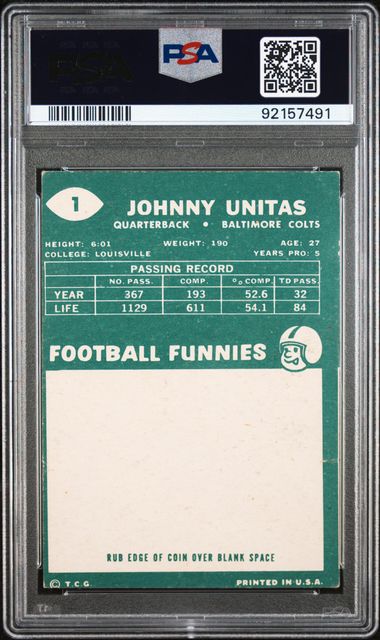 PSA
PSA
92157491
1
JOHNNY UNITAS
QUARTERBACK • BALTIMORE COLTS
HEIGHT: 6:01 WEIGHT: 190 AGE: 27
COLLEGE: LOUISVILLE YEARS PRO: 5
PASSING RECORD
NO. PASS. COMP. % COMP. TD PASS.
YEAR 367 193 52.6 32
LIFE 1129 611 54.1 84
FOOTBALL FUNNIES
RUB EDGE OF COIN OVER BLANK SPACE
© T.C.G. PRINTED IN U.S.A.
PSA